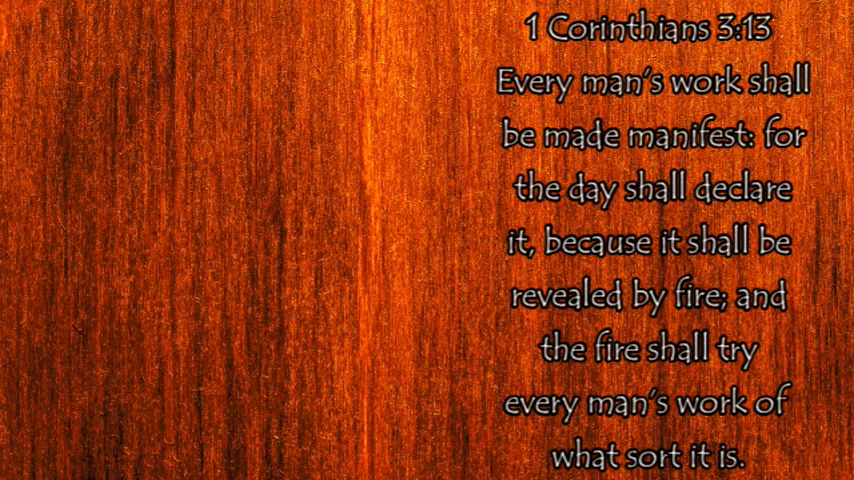 1 Corinthians 3:13
Every man's work shall
be made manifest: for
the day shall declare
it, because it shall be
revealed by fire; and
the fire shall try
every man's work of
what sort it is.